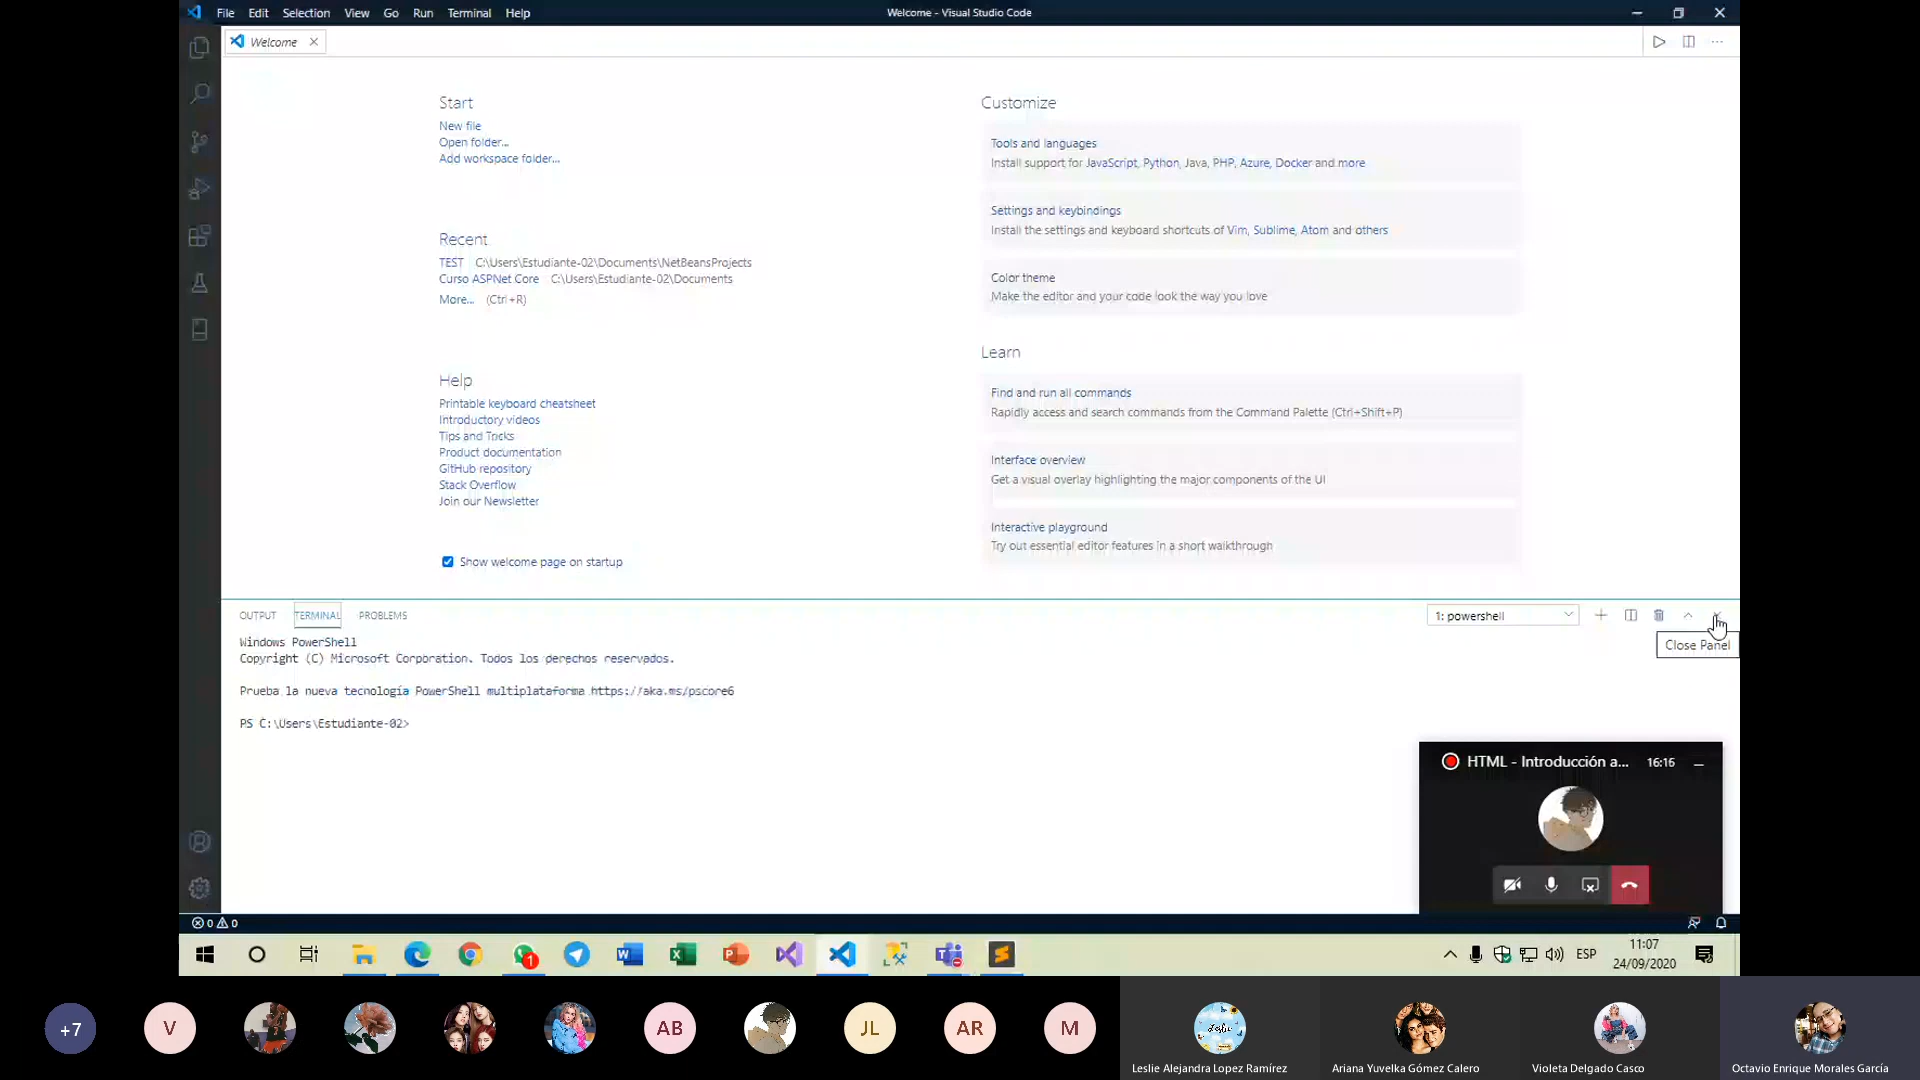 File Edit Selection View Go Run Terminal Help
Welcome - Visual Studio Code
Welcome
Start
New file
Open folder...
Add workspace folder...
Recent
TEST C:\Users\Estudiante-02\Documents\NetBeansProjects
Curso ASPNet Core C:\Users\Estudiante-02\Documents
More... (Ctrl+R)
Help
Printable keyboard cheatsheet
Introductory videos
Tips and Tricks
Product documentation
GitHub repository
Stack Overflow
Join our Newsletter
Show welcome page on startup
Customize
Tools and languages
Install support for JavaScript, Python, Java, PHP, Azure, Docker and more
Settings and keybindings
Install the settings and keyboard shortcuts of Vim, Sublime, Atom and others
Color theme
Make the editor and your code look the way you love
Learn
Find and run all commands
Rapidly access and search commands from the Command Palette (Ctrl+Shift+P)
Interface overview
Get a visual overlay highlighting the major components of the UI
Interactive playground
Try out essential editor features in a short walkthrough
OUTPUT TERMINAL PROBLEMS
1: powershell
Close Panel
Windows PowerShell
Copyright (C) Microsoft Corporation. Todos los derechos reservados.
Prueba la nueva tecnología PowerShell multiplataforma https://aka.ms/pscore6
PS C:\Users\Estudiante-02>
HTML - Introducción a... 16:16
0 0
1
ESP
11:07
24/09/2020
+7
V
AB
JL
AR
M
Leslie Alejandra Lopez Ramírez
Ariana Yuvelka Gómez Calero
Violeta Delgado Casco
Octavio Enrique Morales García